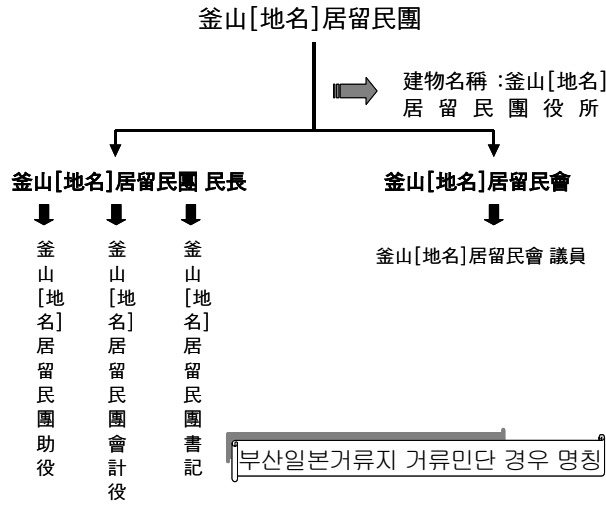 釜山[地名]居留民團
建物名稱 :釜山[地名]
居留民團役所
釜山[地名]居留民團 民長
釜山[地名]居留民會
釜山[地名]居留民團助役
釜山[地名]居留民團會計役
釜山[地名]居留民團書記
釜山[地名]居留民會 議員
부산일본거류지 거류민단 경우 명칭